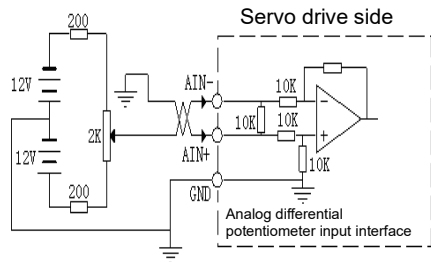 Servo drive side
200
12V
2K
12V
200
AIN-
AIN+
GND
10K
10K
10K
10K
Analog differential
potentiometer input interface